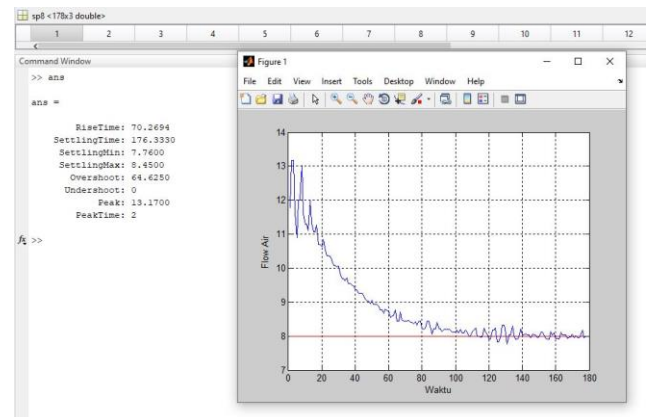 sp8 <178x3 double>
1 2 3 4 5 6 7 8 9 10 11 12
Command Window
>> ans
ans =
RiseTime: 70.2694
SettlingTime: 176.3330
SettlingMin: 7.7600
SettlingMax: 8.4500
Overshoot: 64.6250
Undershoot: 0
Peak: 13.1700
PeakTime: 2
fx >>
Figure 1
File Edit View Insert Tools Desktop Window Help
14
13
12
11
10
9
8
7
Flow Air
0 20 40 60 80 100 120 140 160 180
Waktu